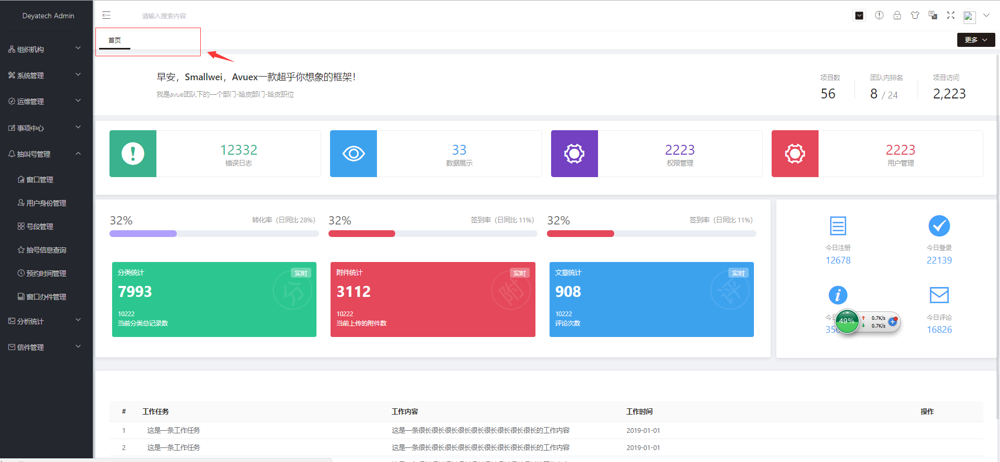 Deyatech Admin
请输入搜索内容
首页
更多
组织机构
系统管理
运维管理
事项中心
抽叫号管理
窗口管理
用户身份管理
号段管理
抽号信息查询
预约时间管理
窗口办件管理
分析统计
信件管理
早安，Smallwei，Avuex一款超乎你想象的框架！
我是avue团队下的一个部门-哈皮部门-哈皮职位
项目数
56
团队内排名
8 / 24
项目访问
2,223
12332
错误日志
33
数据展示
2223
权限管理
2223
用户管理
32%
转化率（日同比 28%）
32%
签到率（日同比 11%）
32%
签到率（日同比 11%）
分类统计
实时
7993
分
10222
当前分类总记录数
附件统计
实时
3112
附
10222
当前上传的附件数
文章统计
实时
908
评
10222
评论次数
今日注册
12678
今日登录
22139
今日
356
49%
0.7K/s
0.7K/s
今日评论
16826
# 工作任务 工作内容 工作时间 操作
1 这是一条工作任务 这是一条很长很长很长很长很长很长很长很长很长很长的工作内容 2019-01-01
2 这是一条工作任务 这是一条很长很长很长很长很长很长很长很长很长很长的工作内容 2019-01-01